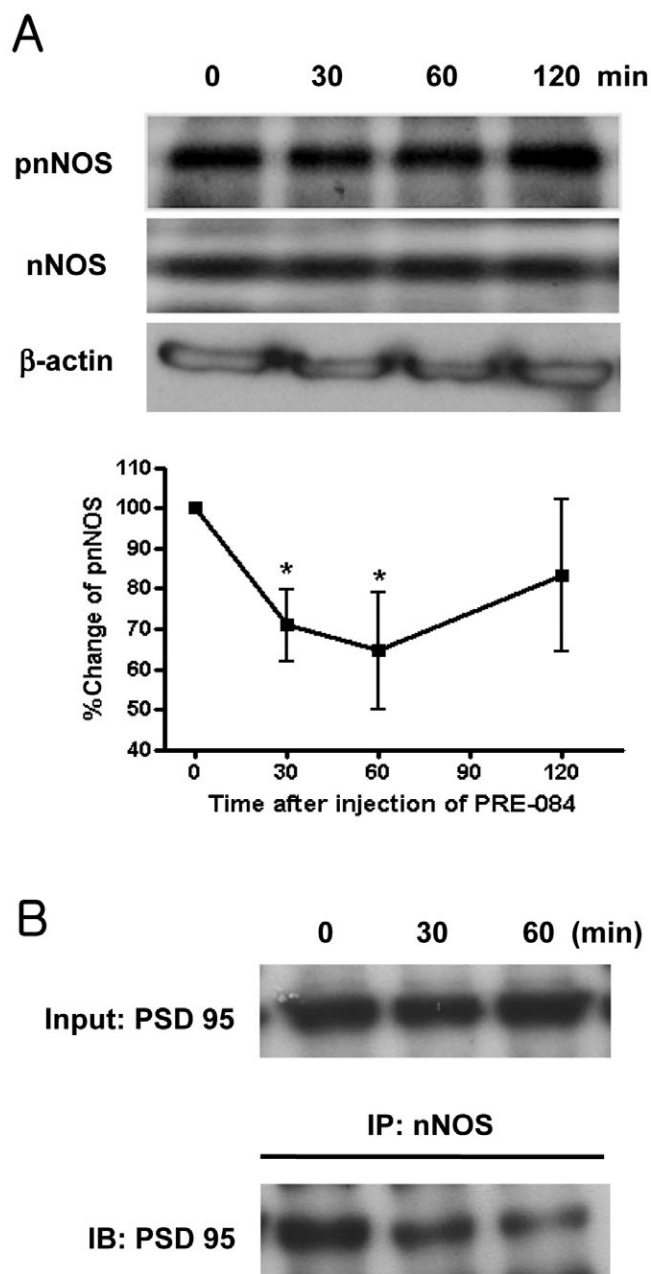 A
0 30 60 120 min
pnNOS
nNOS
β-actin
110
100
90
80
70
60
50
40
%Change of pnNOS
* *
0 30 60 90 120
Time after injection of PRE-084
B
0 30 60 (min)
Input: PSD 95
IP: nNOS
IB: PSD 95